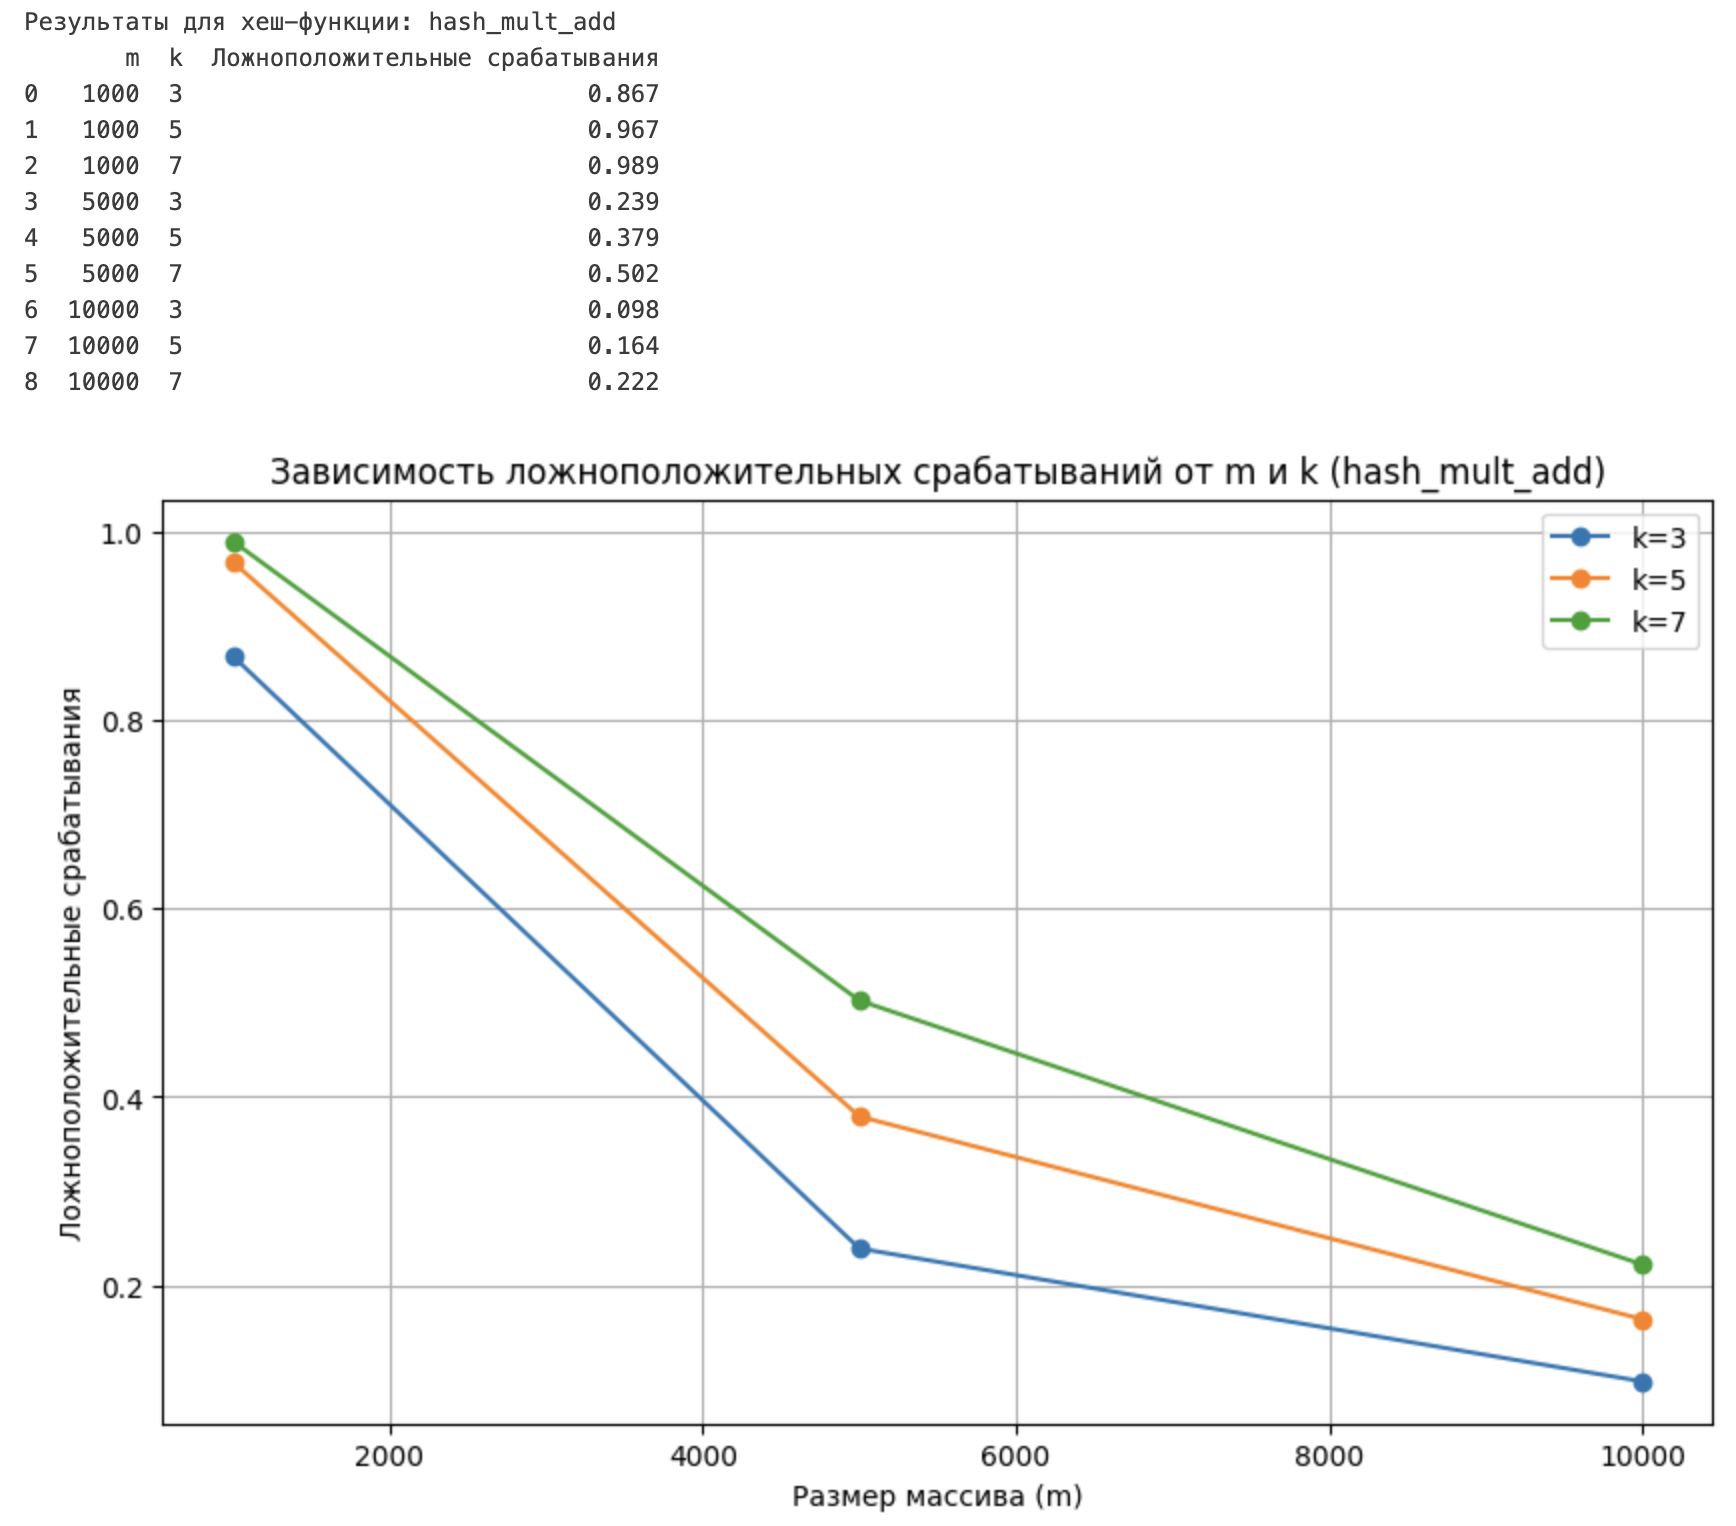 Результаты для хеш-функции: hash_mult_add
m k Ложноположительные срабатывания
0 1000 3 0.867
1 1000 5 0.967
2 1000 7 0.989
3 5000 3 0.239
4 5000 5 0.379
5 5000 7 0.502
6 10000 3 0.098
7 10000 5 0.164
8 10000 7 0.222
Зависимость ложноположительных срабатываний от m и k (hash_mult_add)
k=3
k=5
k=7
Ложноположительные срабатывания
1.0
0.8
0.6
0.4
0.2
2000 4000 6000 8000 10000
Размер массива (m)